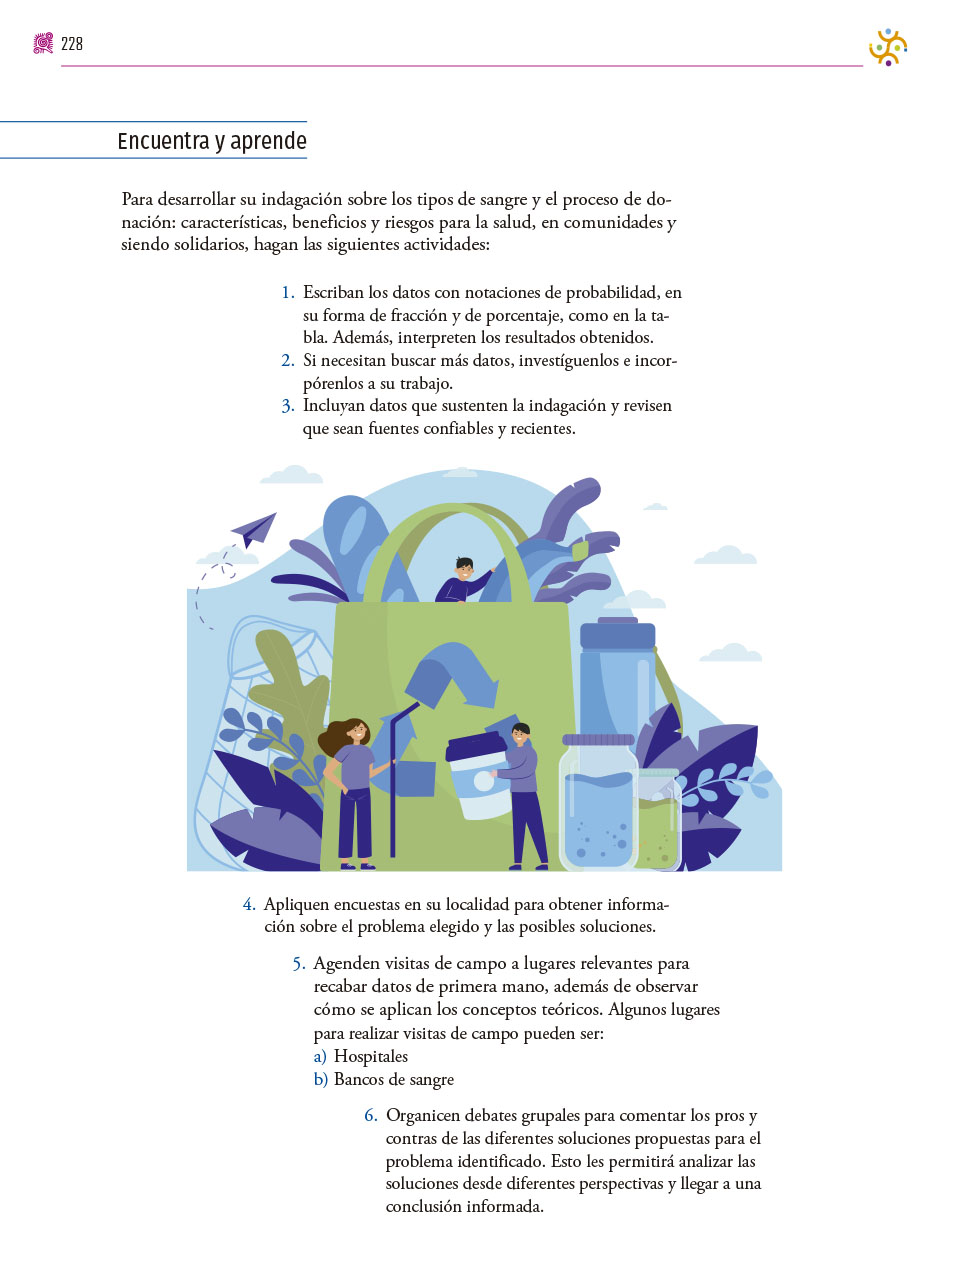 228
Encuentra y aprende
Para desarrollar su indagación sobre los tipos de sangre y el proceso de do-
nación: características, beneficios y riesgos para la salud, en comunidades y
siendo solidarios, hagan las siguientes actividades:
1. Escriban los datos con notaciones de probabilidad, en
su forma de fracción y de porcentaje, como en la ta-
bla. Además, interpreten los resultados obtenidos.
2. Si necesitan buscar más datos, investíguenlos e incor-
pórenlos a su trabajo.
3. Incluyan datos que sustenten la indagación y revisen
que sean fuentes confiables y recientes.
4. Apliquen encuestas en su localidad para obtener informa-
ción sobre el problema elegido y las posibles soluciones.
5. Agenden visitas de campo a lugares relevantes para
recabar datos de primera mano, además de observar
cómo se aplican los conceptos teóricos. Algunos lugares
para realizar visitas de campo pueden ser:
a) Hospitales
b) Bancos de sangre
6. Organicen debates grupales para comentar los pros y
contras de las diferentes soluciones propuestas para el
problema identificado. Esto les permitirá analizar las
soluciones desde diferentes perspectivas y llegar a una
conclusión informada.